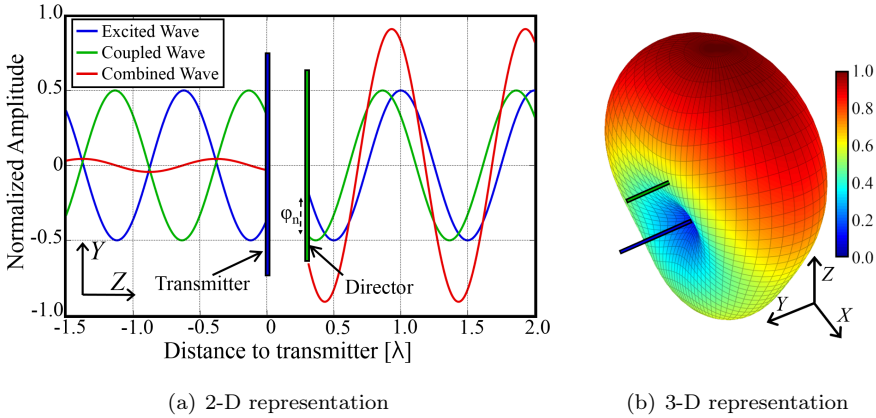 Normalized Amplitude
1.0
0.5
0
-0.5
-1.0
Excited Wave
Coupled Wave
Combined Wave
φn
Y
Z
Transmitter
Director
-1.5 -1.0 -0.5 0 0.5 1.0 1.5 2.0
Distance to transmitter [λ]
(a) 2-D representation
1.0
0.8
0.6
0.4
0.2
0.0
Z
Y
X
(b) 3-D representation